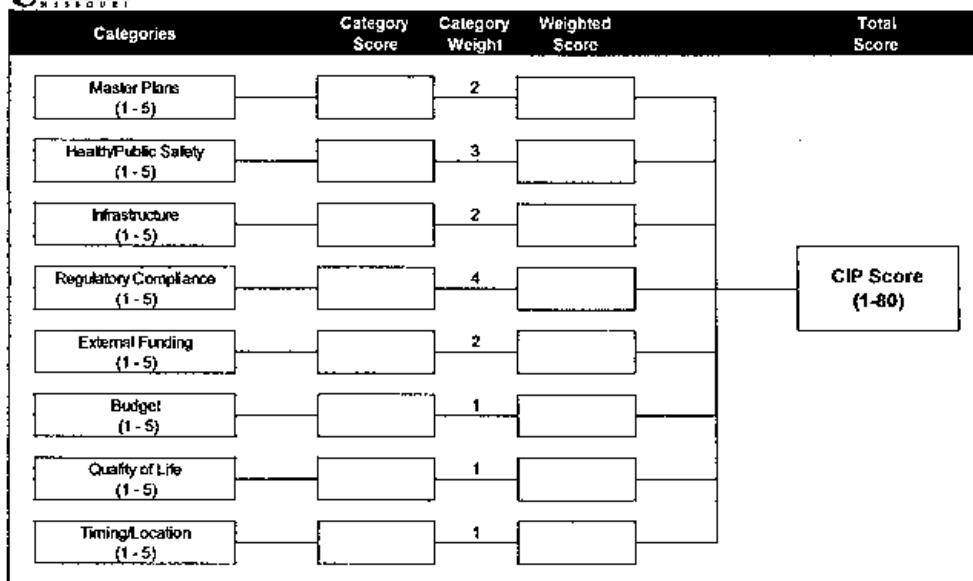 MISSOURI
Categories
Category Score
Category Weight
Weighted Score
Total Score
Master Plans
(1 - 5)
2
Health/Public Safety
(1 - 5)
3
Infrastructure
(1 - 5)
2
Regulatory Compliance
(1 - 5)
4
External Funding
(1 - 5)
2
Budget
(1 - 5)
1
Quality of Life
(1 - 5)
1
Timing/Location
(1 - 5)
1
CIP Score
(1-80)